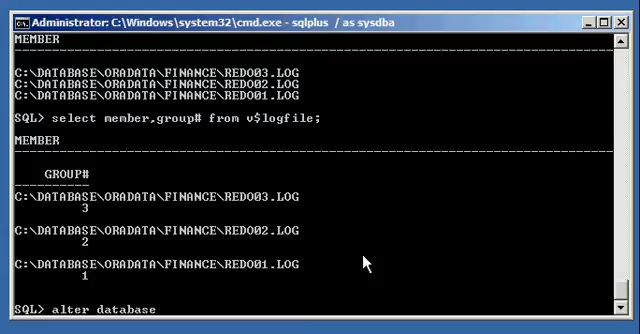 Administrator: C:\Windows\system32\cmd.exe - sqlplus / as sysdba
MEMBER
--------------------------------------------------------------------------------
C:\DATABASE\ORADATA\FINANCE\REDO03.LOG
C:\DATABASE\ORADATA\FINANCE\REDO02.LOG
C:\DATABASE\ORADATA\FINANCE\REDO01.LOG
SQL> select member,group# from v$logfile;
MEMBER
--------------------------------------------------------------------------------
GROUP#
----------
C:\DATABASE\ORADATA\FINANCE\REDO03.LOG
3
C:\DATABASE\ORADATA\FINANCE\REDO02.LOG
2
C:\DATABASE\ORADATA\FINANCE\REDO01.LOG
1
SQL> alter database